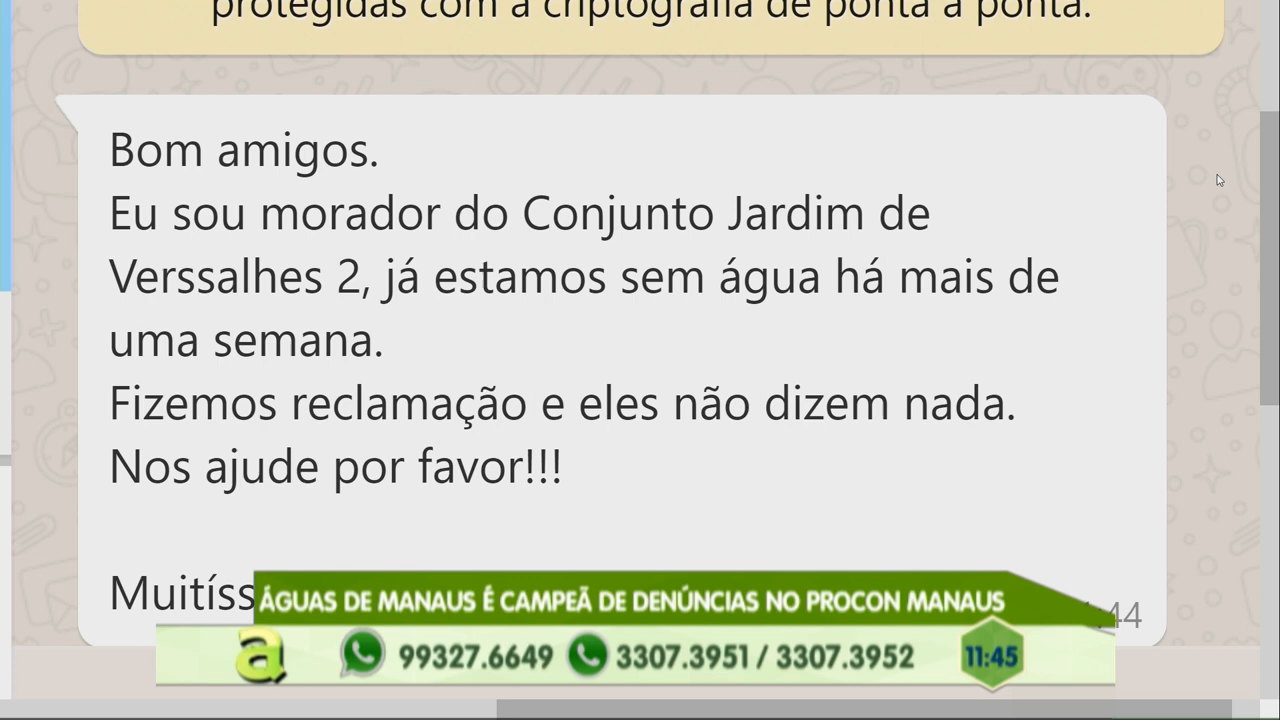 protegidas com a criptografia de ponta a ponta.
Bom amigos.
Eu sou morador do Conjunto Jardim de
Verssalhes 2, já estamos sem água há mais de
uma semana.
Fizemos reclamação e eles não dizem nada.
Nos ajude por favor!!!
ÁGUAS DE MANAUS É CAMPEÃ DE DENÚNCIAS NO PROCON MANAUS
:44
a 99327.6649 3307.3951 / 3307.3952 11:45